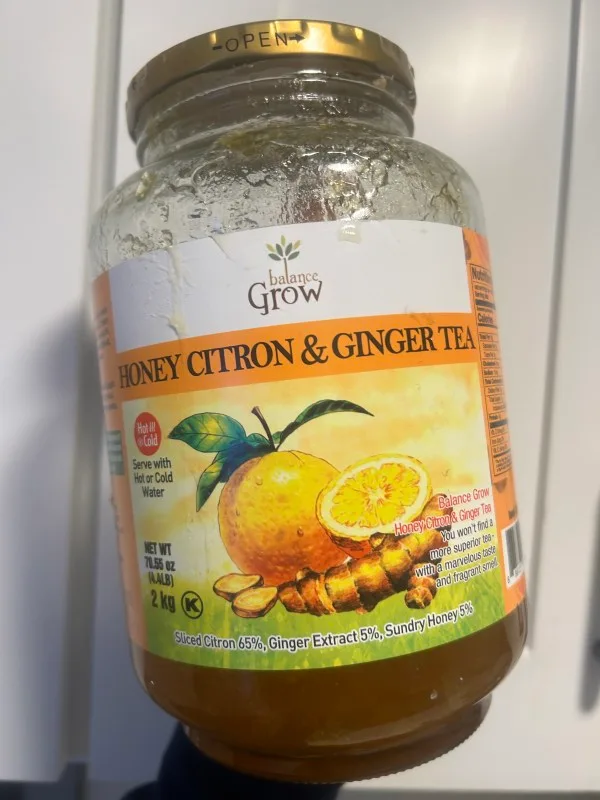 -OPEN→
balance
Grow
HONEY CITRON & GINGER TEA
Hot it!
Cold
Serve with
Hot or Cold
Water
NET WT
70.55 oz
(4.4LB)
2 kg K
Balance Grow
Honey Citron & Ginger Tea
You won't find a
more superior tea-
with a marvelous taste
and fragrant smell.
Sliced Citron 65%, Ginger Extract 5%, Sundry Honey 5%